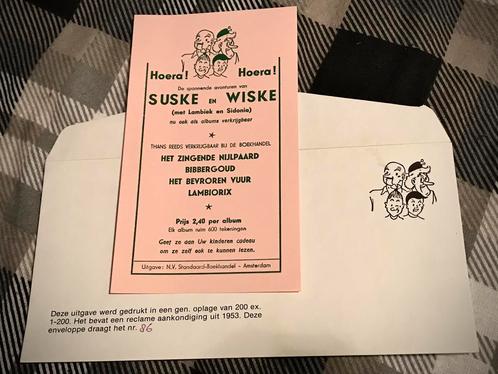 Hoera!
Hoera!
De spannende avonturen van
SUSKE EN WISKE
(met Lambiek en Sidonia)
nu ook als albums verkrijgbaar
*
THANS REEDS VERKRIJGBAAR BIJ DE BOEKHANDEL
HET ZINGENDE NIJLPAARD
BIBBERGOUD
HET BEVROREN VUUR
LAMBIORIX
*
Prijs 2,40 per album
Elk album ruim 600 tekeningen
Geef ze aan Uw kinderen cadeau
om ze zelf ook te kunnen lezen.
Uitgave: N.V. Standaard-Boekhandel - Amsterdam
Deze uitgave werd gedrukt in een gen. oplage van 200 ex.
1-200. Het bevat een reclame aankondiging uit 1953. Deze
enveloppe draagt het nr. 86